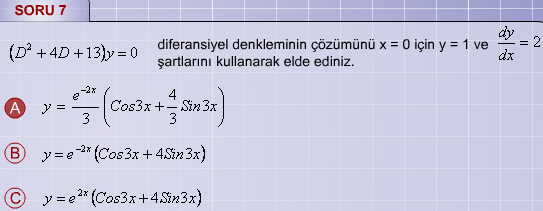 SORU 7
(D² + 4D + 13)y = 0 diferansiyel denkleminin çözümünü x = 0 için y = 1 ve dy/dx = 2
şartlarını kullanarak elde ediniz.
A y = e^{-2x}/3 (Cos3x + 4/3 Sin3x)
B y = e^{-2x} (Cos3x + 4Sin3x)
C y = e^{2x} (Cos3x + 4Sin3x)